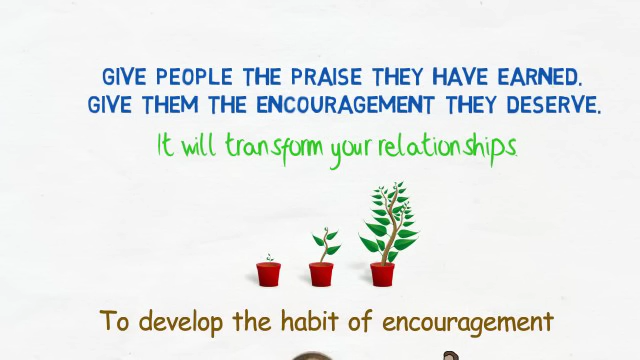 GIVE PEOPLE THE PRAISE THEY HAVE EARNED.
GIVE THEM THE ENCOURAGEMENT THEY DESERVE.
It will transform your relationships.
To develop the habit of encouragement